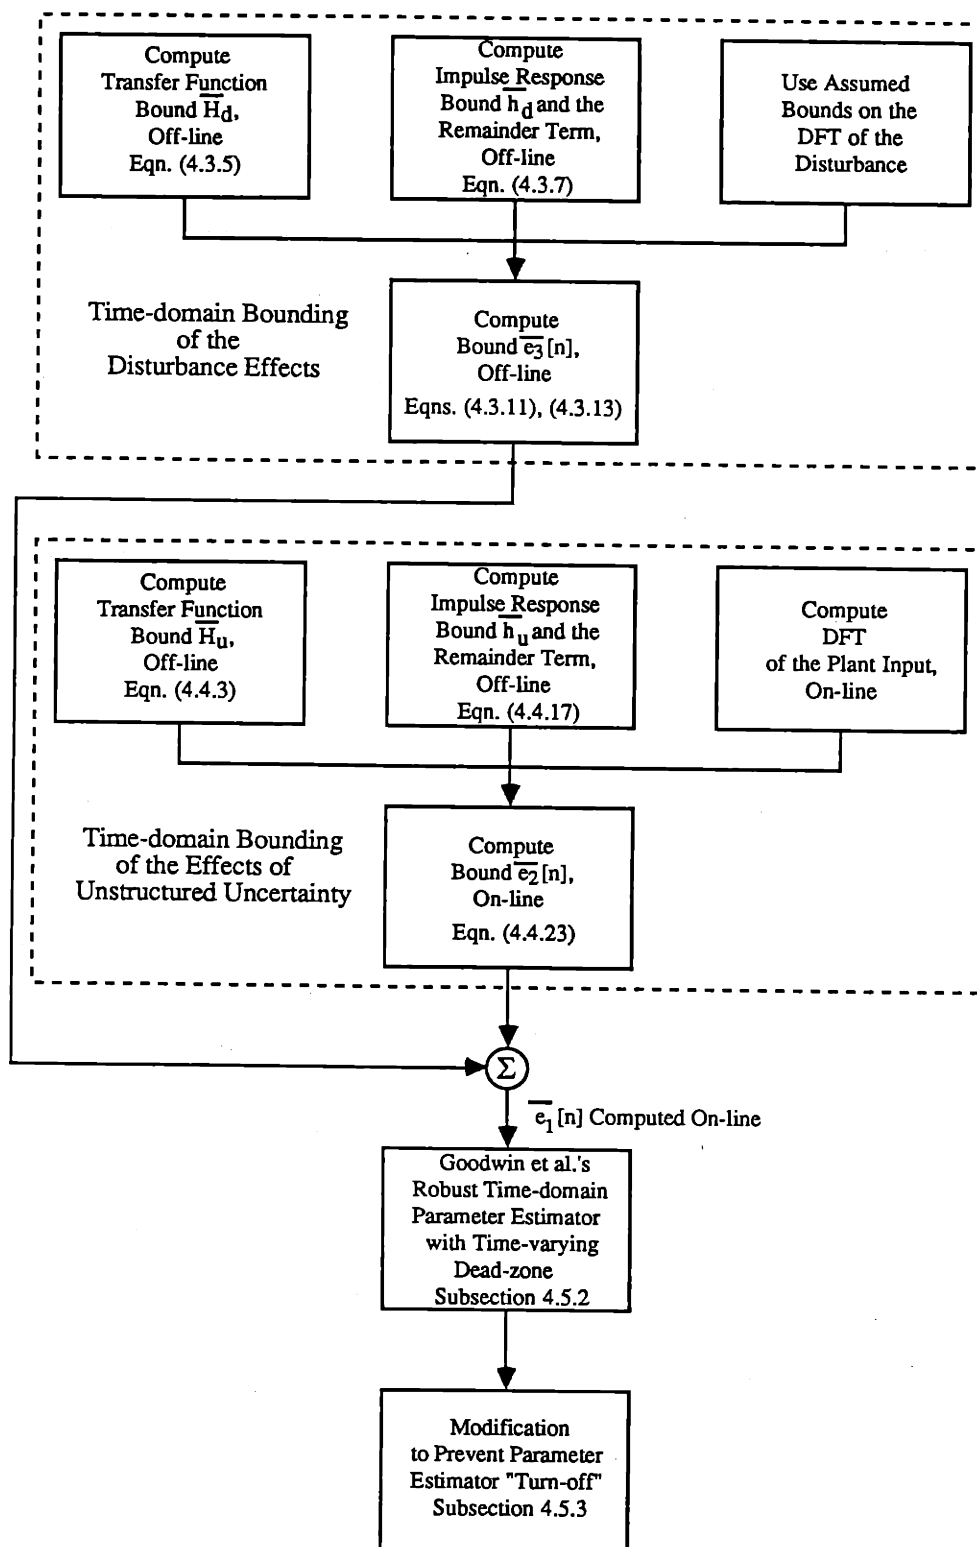 Compute
Transfer Function
Bound H̅d,
Off-line
Eqn. (4.3.5)
Compute
Impulse Response
Bound h̅d and the
Remainder Term,
Off-line
Eqn. (4.3.7)
Use Assumed
Bounds on the
DFT of the
Disturbance
Time-domain Bounding
of the
Disturbance Effects
Compute
Bound e̅3[n],
Off-line
Eqns. (4.3.11), (4.3.13)
Compute
Transfer Function
Bound H̅u,
Off-line
Eqn. (4.4.3)
Compute
Impulse Response
Bound h̅u and the
Remainder Term,
Off-line
Eqn. (4.4.17)
Compute
DFT
of the Plant Input,
On-line
Time-domain Bounding
of the Effects of
Unstructured Uncertainty
Compute
Bound e̅2[n],
On-line
Eqn. (4.4.23)
Σ
e̅1[n] Computed On-line
Goodwin et al.'s
Robust Time-domain
Parameter Estimator
with Time-varying
Dead-zone
Subsection 4.5.2
Modification
to Prevent Parameter
Estimator "Turn-off"
Subsection 4.5.3